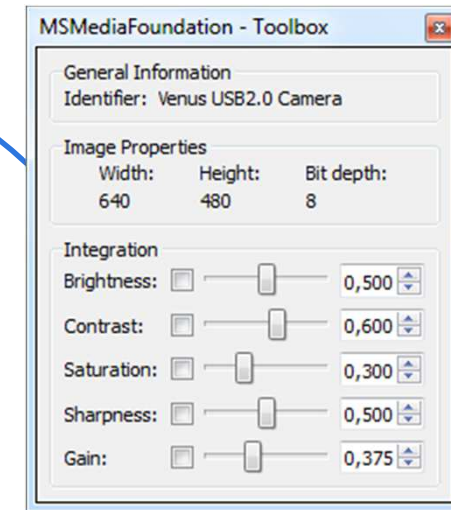 MSMediaFoundation - Toolbox
General Information
Identifier: Venus USB2.0 Camera
Image Properties
Width: Height: Bit depth:
640 480 8
Integration
Brightness: 0,500
Contrast: 0,600
Saturation: 0,300
Sharpness: 0,500
Gain: 0,375